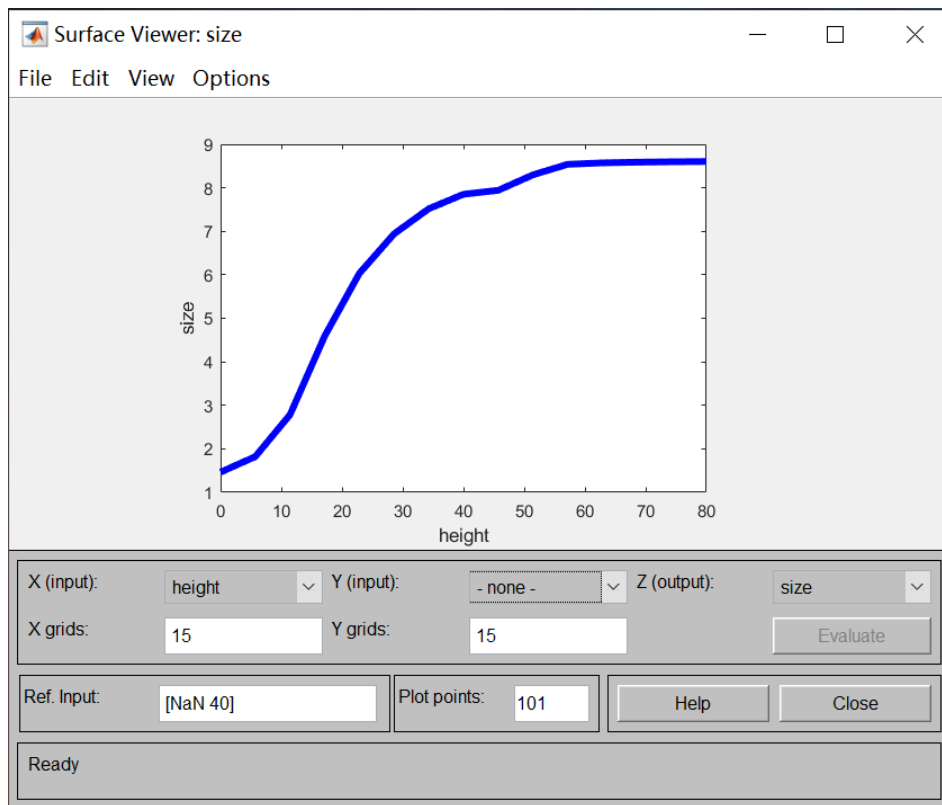 Surface Viewer: size
File Edit View Options
9
8
7
6
5
4
3
2
1
size
0 10 20 30 40 50 60 70 80
height
X (input): height Y (input): - none - Z (output): size
X grids: 15 Y grids: 15 Evaluate
Ref. Input: [NaN 40] Plot points: 101 Help Close
Ready